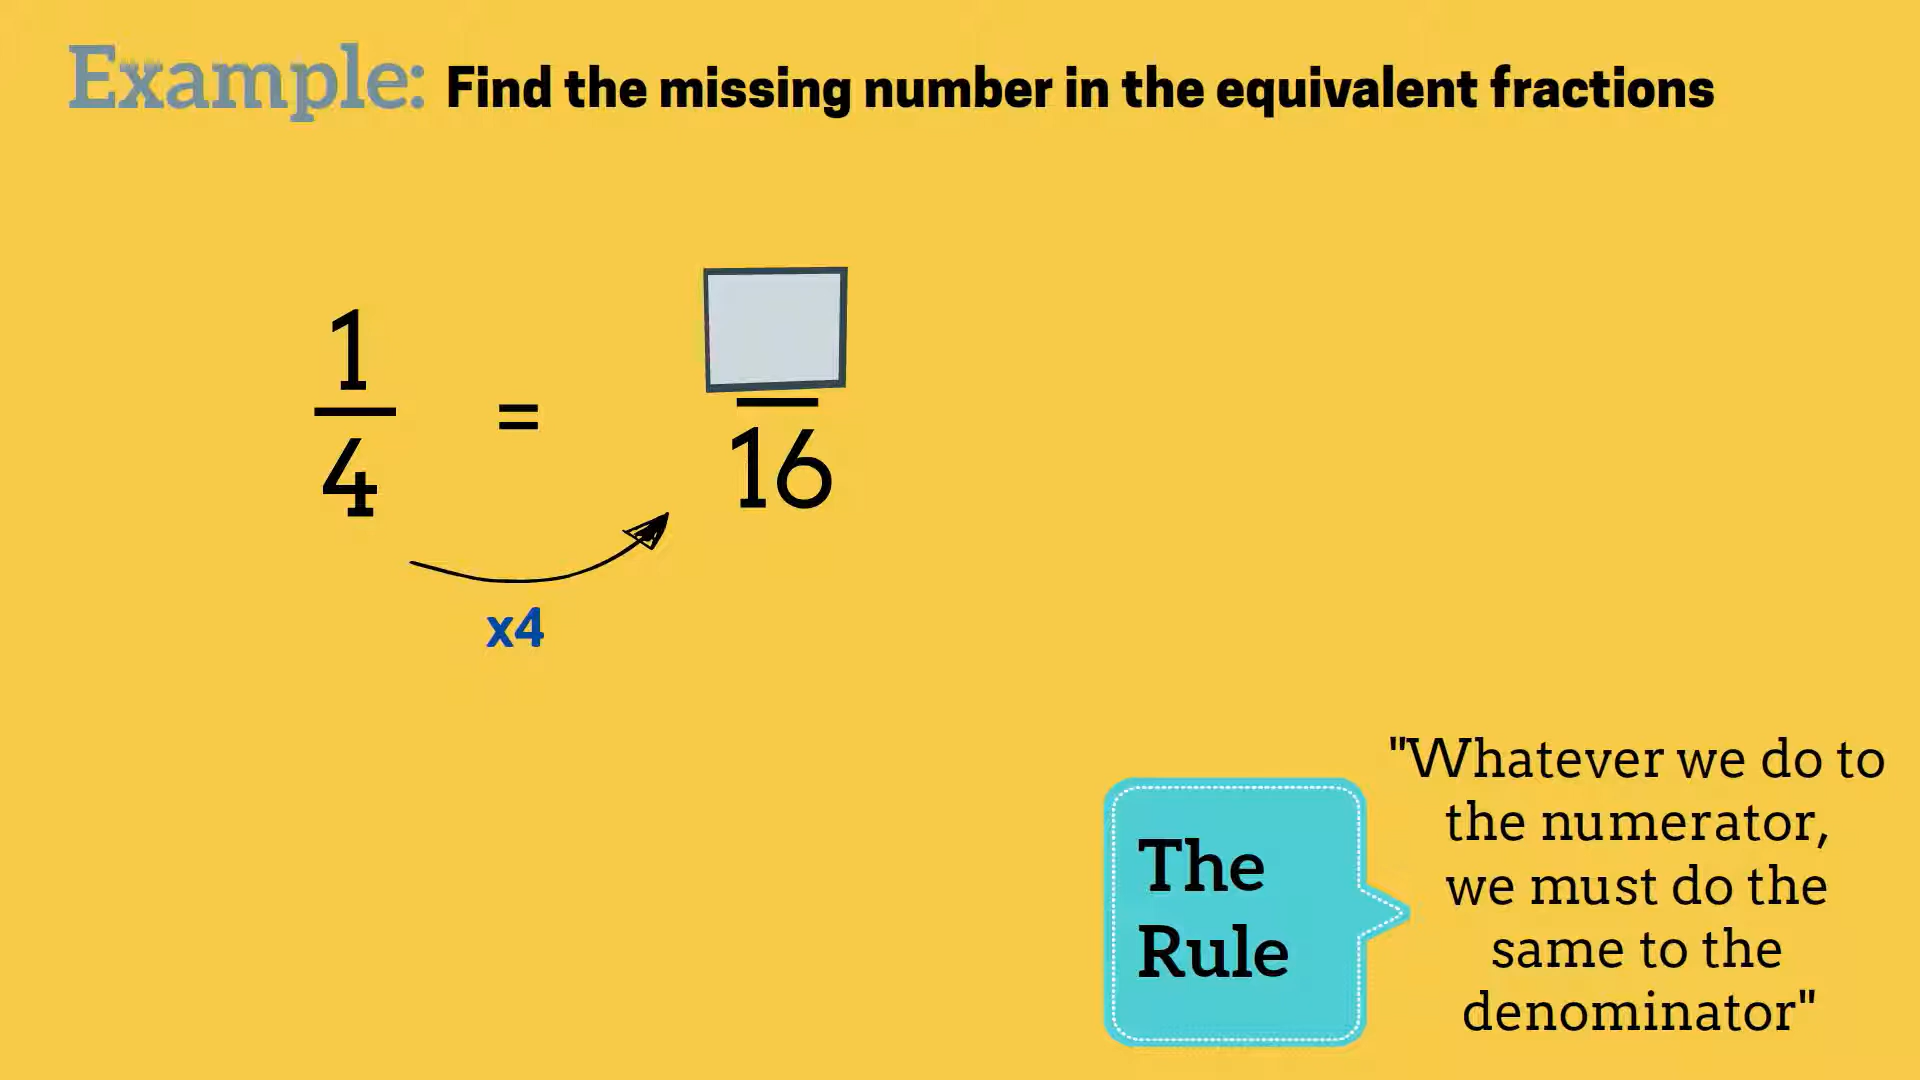 Example: Find the missing number in the equivalent fractions
1
4
=
16
x4
The
Rule
"Whatever we do to
the numerator,
we must do the
same to the
denominator"